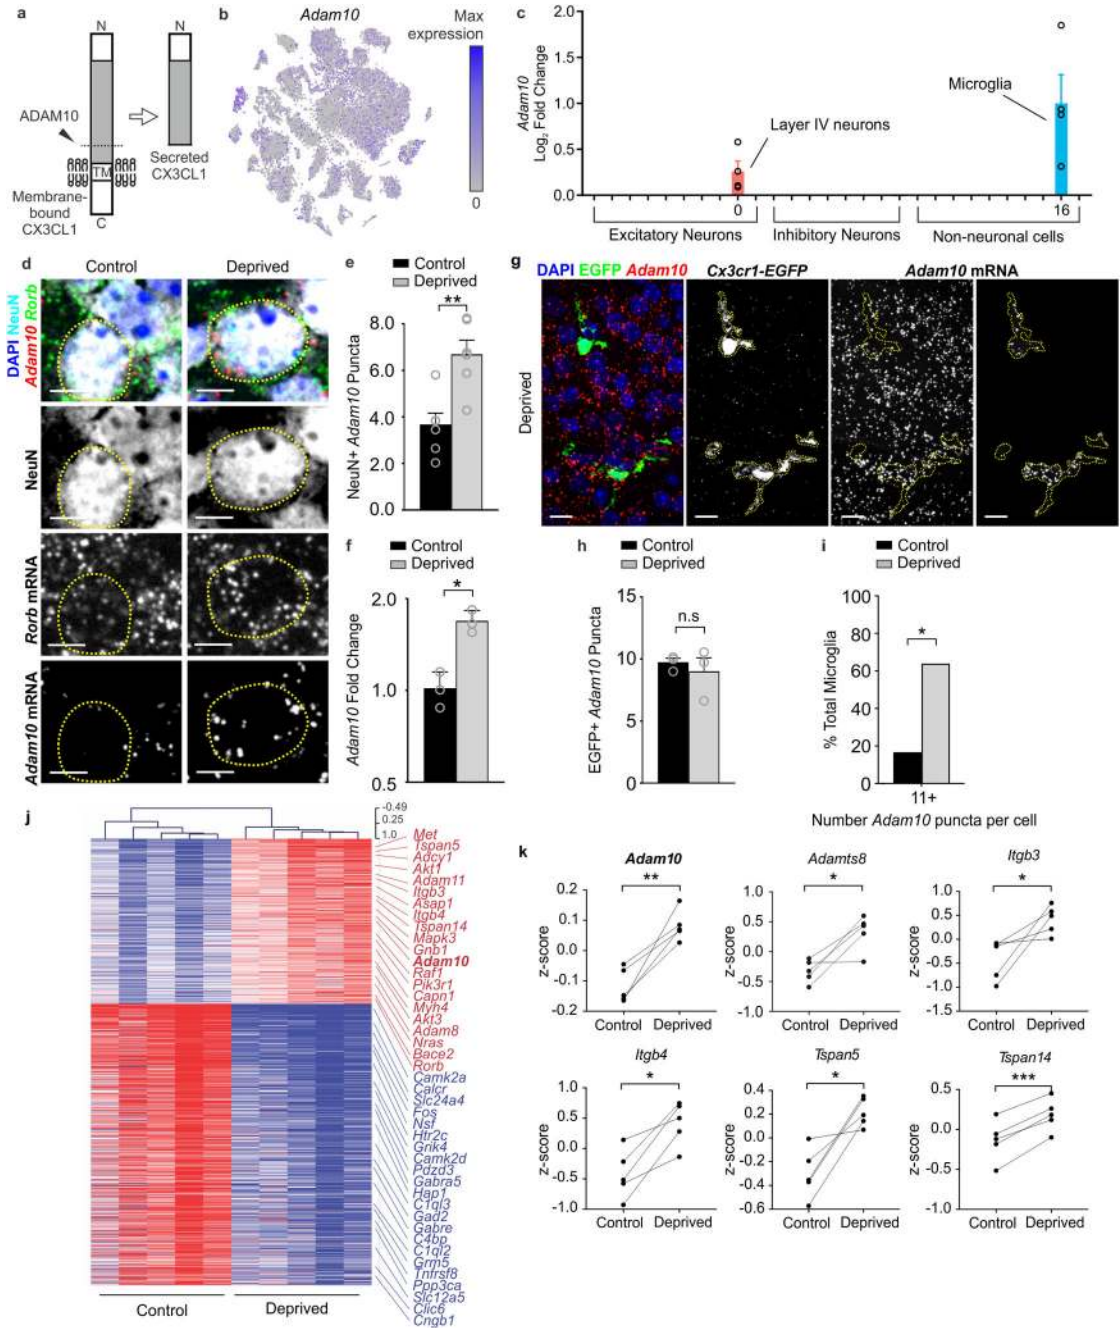 a
N
N
ADAM10
TM
Secreted
CX3CL1
Membrane-
bound
CX3CL1
C
b
Adam10
Max
expression
0
c
Adam10
Log2 Fold Change
2.0
1.5
1.0
0.5
0.0
Layer IV neurons
Microglia
0
16
Excitatory Neurons
Inhibitory Neurons
Non-neuronal cells
d
Control
Deprived
DAPI NeuN
Adam10 Rorb
NeuN
Rorb mRNA
Adam10 mRNA
e
Control
Deprived
**
NeuN+ Adam10 Puncta
8.0
6.0
4.0
2.0
0.0
f
Control
Deprived
*
Adam10 Fold Change
2.0
1.0
0.5
g
DAPI EGFP Adam10
Cx3cr1-EGFP
Adam10 mRNA
Deprived
h
Control
Deprived
n.s
EGFP+ Adam10 Puncta
15
10
5
0
i
Control
Deprived
*
% Total Microglia
100
80
60
40
20
0
11+
Number Adam10 puncta per cell
j
-0.49
0.25
1.0
Met
Tspan5
Adcy1
Akt1
Adam11
Itgb3
Asap1
Itgb4
Tspan14
Mapk3
Gnb1
Adam10
Raf1
Pik3r1
Capn1
Myh4
Akt3
Adam8
Nras
Bace2
Rorb
Camk2a
Calcr
Slc24a4
Fos
Nsf
Htr2c
Grik4
Camk2d
Pdzd3
Gabra5
Hap1
C1ql3
Gad2
Gabre
C4bp
C1ql2
Grm5
Tnfrsf8
Ppp3ca
Slc12a5
Clic6
Cngb1
Control
Deprived
k
Adam10
**
z-score
0.2
0.1
0.0
-0.1
-0.2
Control
Deprived
Adamts8
*
z-score
1.0
0.5
0.0
-0.5
-1.0
Control
Deprived
Itgb3
*
z-score
1.0
0.5
0.0
-0.5
-1.0
-1.5
Control
Deprived
Itgb4
*
z-score
1.0
0.5
0.0
-0.5
-1.0
Control
Deprived
Tspan5
*
z-score
0.4
0.2
0.0
-0.2
-0.4
-0.6
Control
Deprived
Tspan14
***
z-score
0.5
0.0
-0.5
-1.0
Control
Deprived